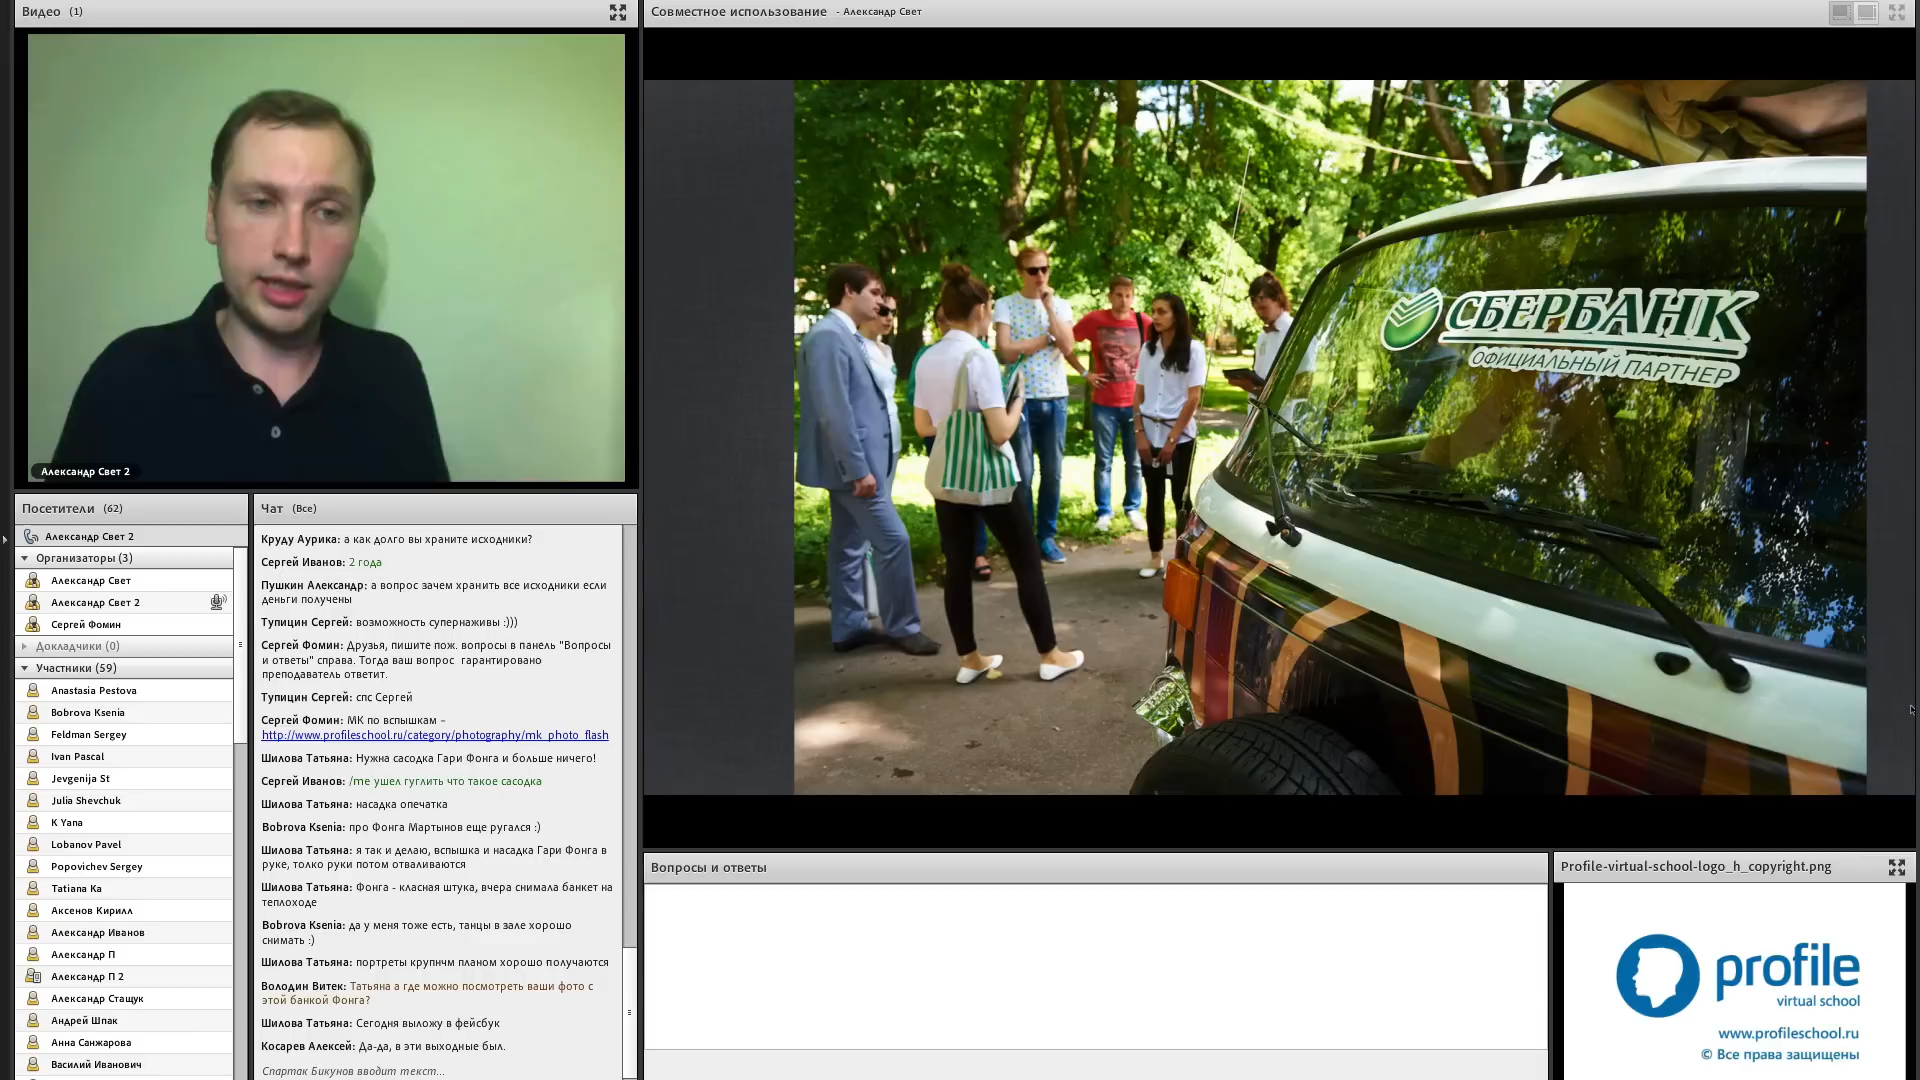 Видео (1)
Александр Свет 2
Совместное использование - Александр Свет
СБЕРБАНК
ОФИЦИАЛЬНЫЙ ПАРТНЕР
Посетители (62)
Александр Свет 2
Организаторы (3)
Александр Свет
Александр Свет 2
Сергей Фомин
Докладчики (0)
Участники (59)
Anastasia Pestova
Bobrova Ksenia
Feldman Sergey
Ivan Pascal
Jevgenija St
Julia Shevchuk
K Yana
Lobanov Pavel
Popovichev Sergey
Tatiana Ka
Аксенов Кирилл
Александр Иванов
Александр П
Александр П 2
Александр Стащук
Андрей Шпак
Анна Санжарова
Василий Иванович
Чат (Все)
Круду Аурика: а как долго вы храните исходники?
Сергей Иванов: 2 года
Пушкин Александр: а вопрос зачем хранить все исходники если
деньги получены
Тупицин Сергей: возможность супернаживы :)))
Сергей Фомин: Друзья, пишите пож. вопросы в панель "Вопросы
и ответы" справа. Тогда ваш вопрос гарантировано
преподаватель ответит.
Тупицин Сергей: спс Сергей
Сергей Фомин: МК по вспышкам -
http://www.profileschool.ru/category/photography/mk_photo_flash
Шилова Татьяна: Нужна сасодка Гари Фонга и больше ничего!
Сергей Иванов: /me ушел гуглить что такое сасодка
Шилова Татьяна: насадка опечатка
Bobrova Ksenia: про Фонга Мартынов еще ругался :)
Шилова Татьяна: я так и делаю, вспышка и насадка Гари Фонга в
руке, толко руки потом отваливаются
Шилова Татьяна: Фонга - класная штука, вчера снимала банкет на
теплоходе
Bobrova Ksenia: да у меня тоже есть, танцы в зале хорошо
снимать :)
Шилова Татьяна: портреты крупнчм планом хорошо получаются
Володин Витек: Татьяна а где можно посмотреть ваши фото с
этой банкой Фонга?
Шилова Татьяна: Сегодня выложу в фейсбук
Косарев Алексей: Да-да, в эти выходные был.
Спартак Бикунов вводит текст...
Вопросы и ответы
Profile-virtual-school-logo_h_copyright.png
profile
virtual school
www.profileschool.ru
© Все права защищены